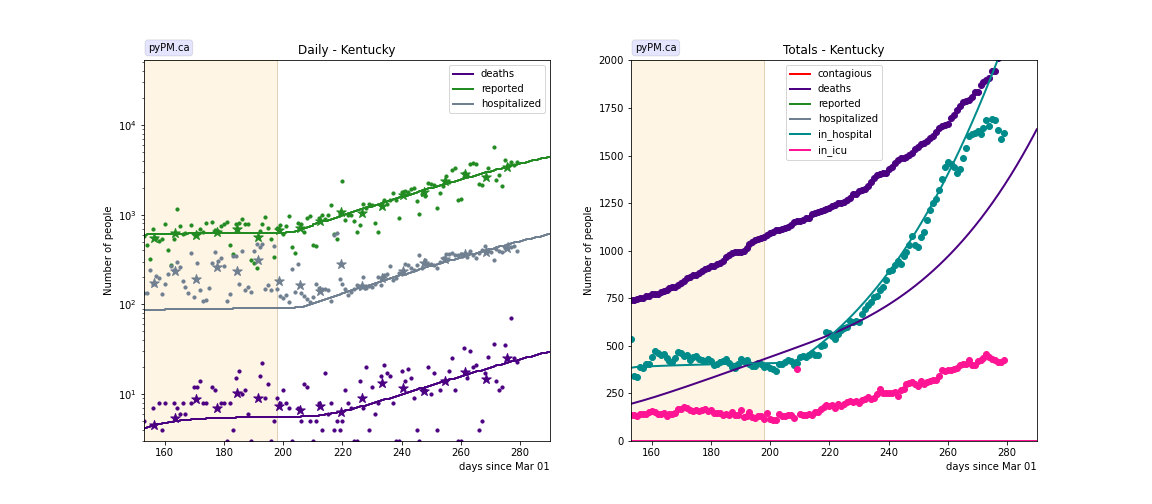 pyPM.ca
Daily - Kentucky
deaths
reported
hospitalized
Number of people
10⁴
10³
10²
10¹
160 180 200 220 240 260 280
days since Mar 01
pyPM.ca
Totals - Kentucky
contagious
deaths
reported
hospitalized
in_hospital
in_icu
Number of people
2000
1750
1500
1250
1000
750
500
250
0
160 180 200 220 240 260 280
days since Mar 01